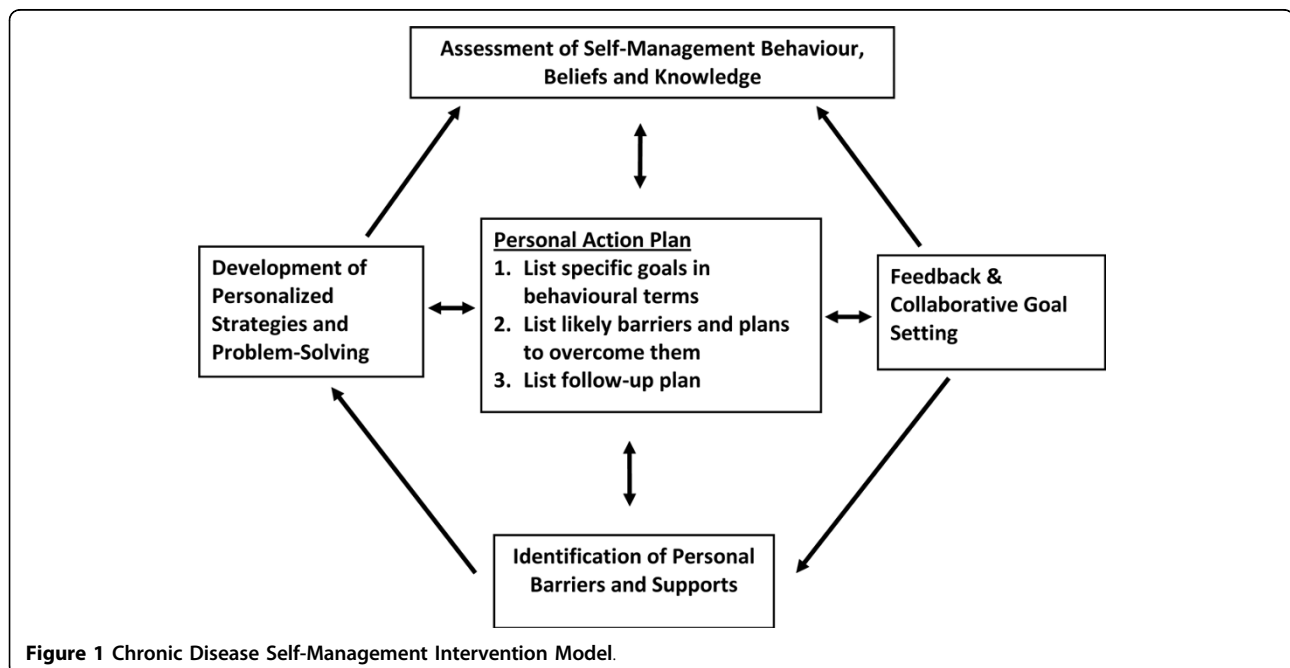 Assessment of Self-Management Behaviour,
Beliefs and Knowledge
Development of
Personalized
Strategies and
Problem-Solving
Personal Action Plan
1. List specific goals in
behavioural terms
2. List likely barriers and plans
to overcome them
3. List follow-up plan
Feedback &
Collaborative Goal
Setting
Identification of Personal
Barriers and Supports
Figure 1 Chronic Disease Self-Management Intervention Model.